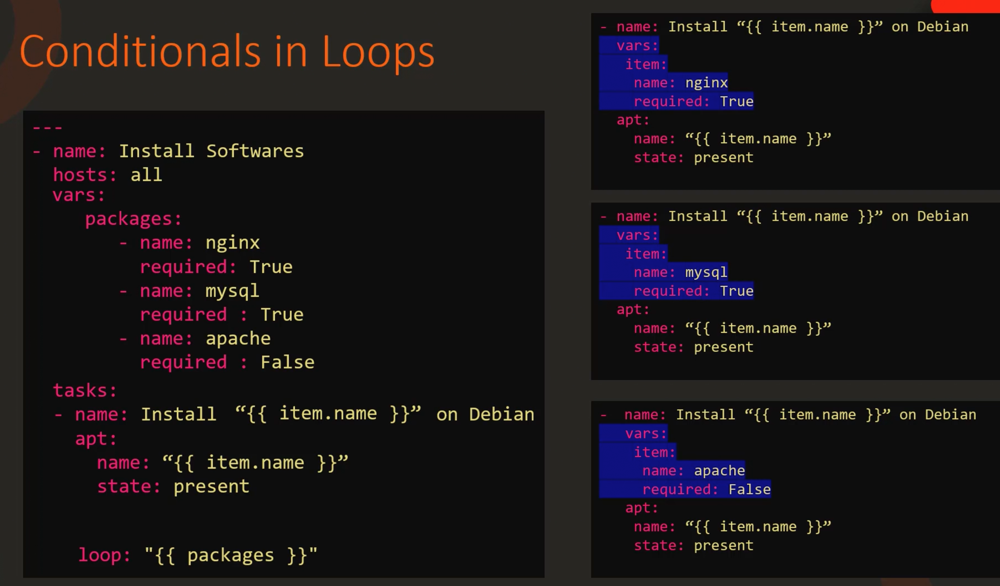 Conditionals in Loops
---
- name: Install Softwares
  hosts: all
  vars:
     packages:
        - name: nginx
          required: True
        - name: mysql
          required : True
        - name: apache
          required : False
  tasks:
  - name: Install “{{ item.name }}” on Debian
    apt:
      name: “{{ item.name }}”
      state: present
    loop: "{{ packages }}"
- name: Install “{{ item.name }}” on Debian
  vars:
   item:
    name: nginx
    required: True
  apt:
    name: “{{ item.name }}”
    state: present
- name: Install “{{ item.name }}” on Debian
  vars:
   item:
    name: mysql
    required: True
  apt:
    name: “{{ item.name }}”
    state: present
-  name: Install “{{ item.name }}” on Debian
   vars:
    item:
     name: apache
     required: False
   apt:
    name: “{{ item.name }}”
    state: present